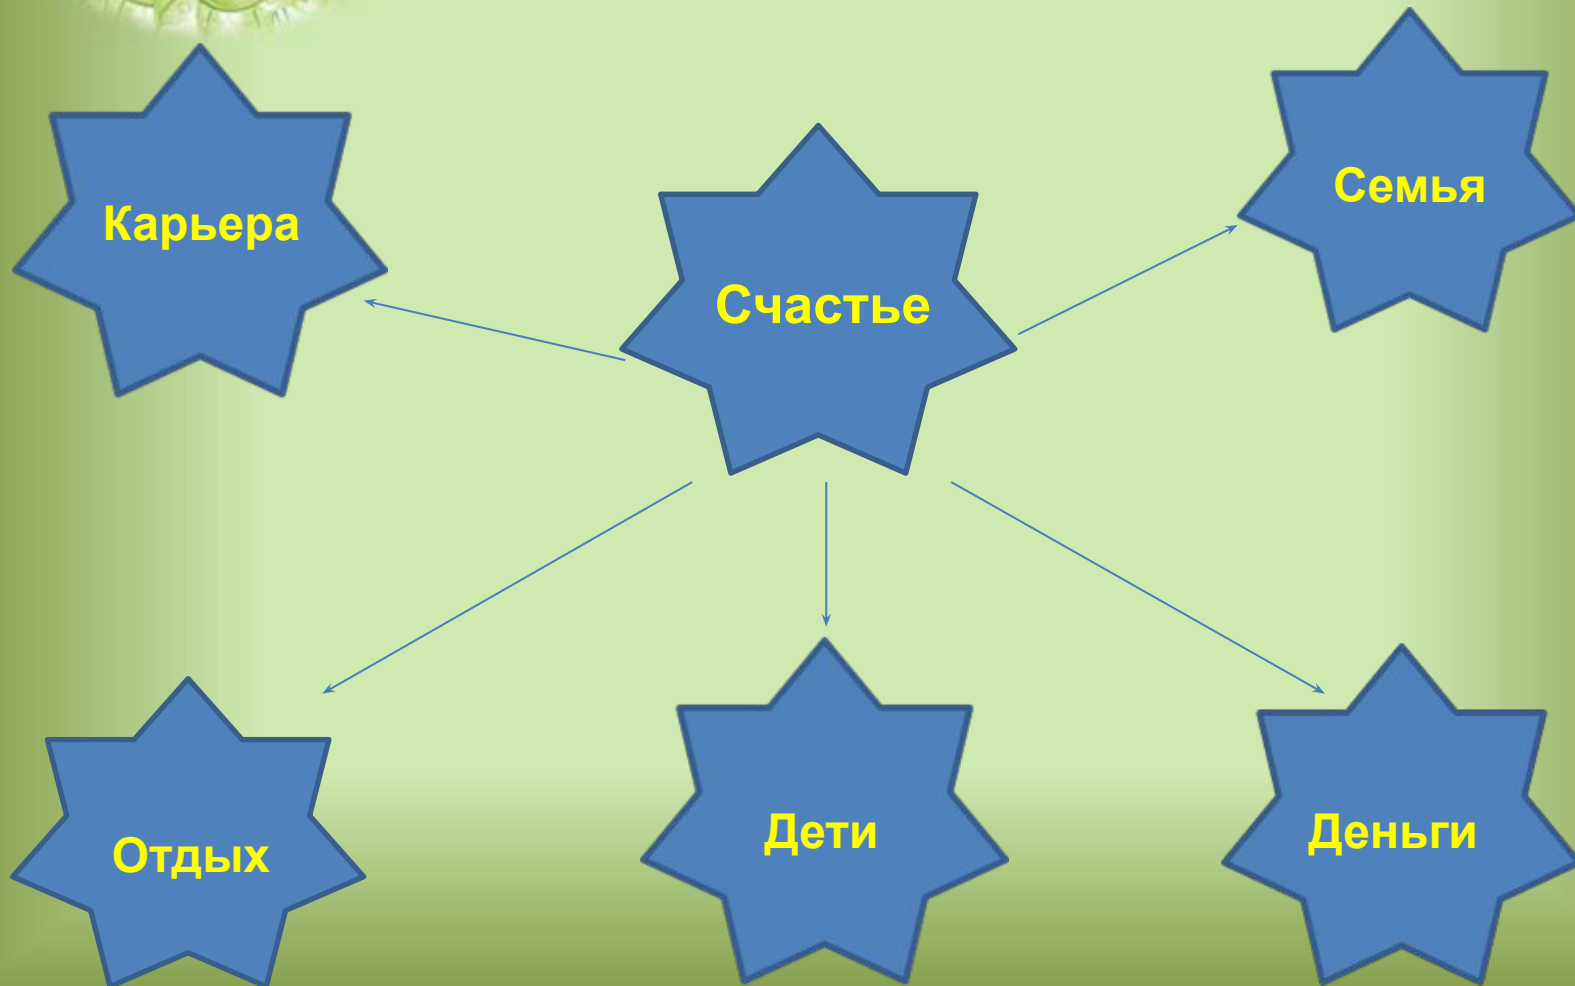 Карьера
Семья
Счастье
Отдых
Дети
Деньги